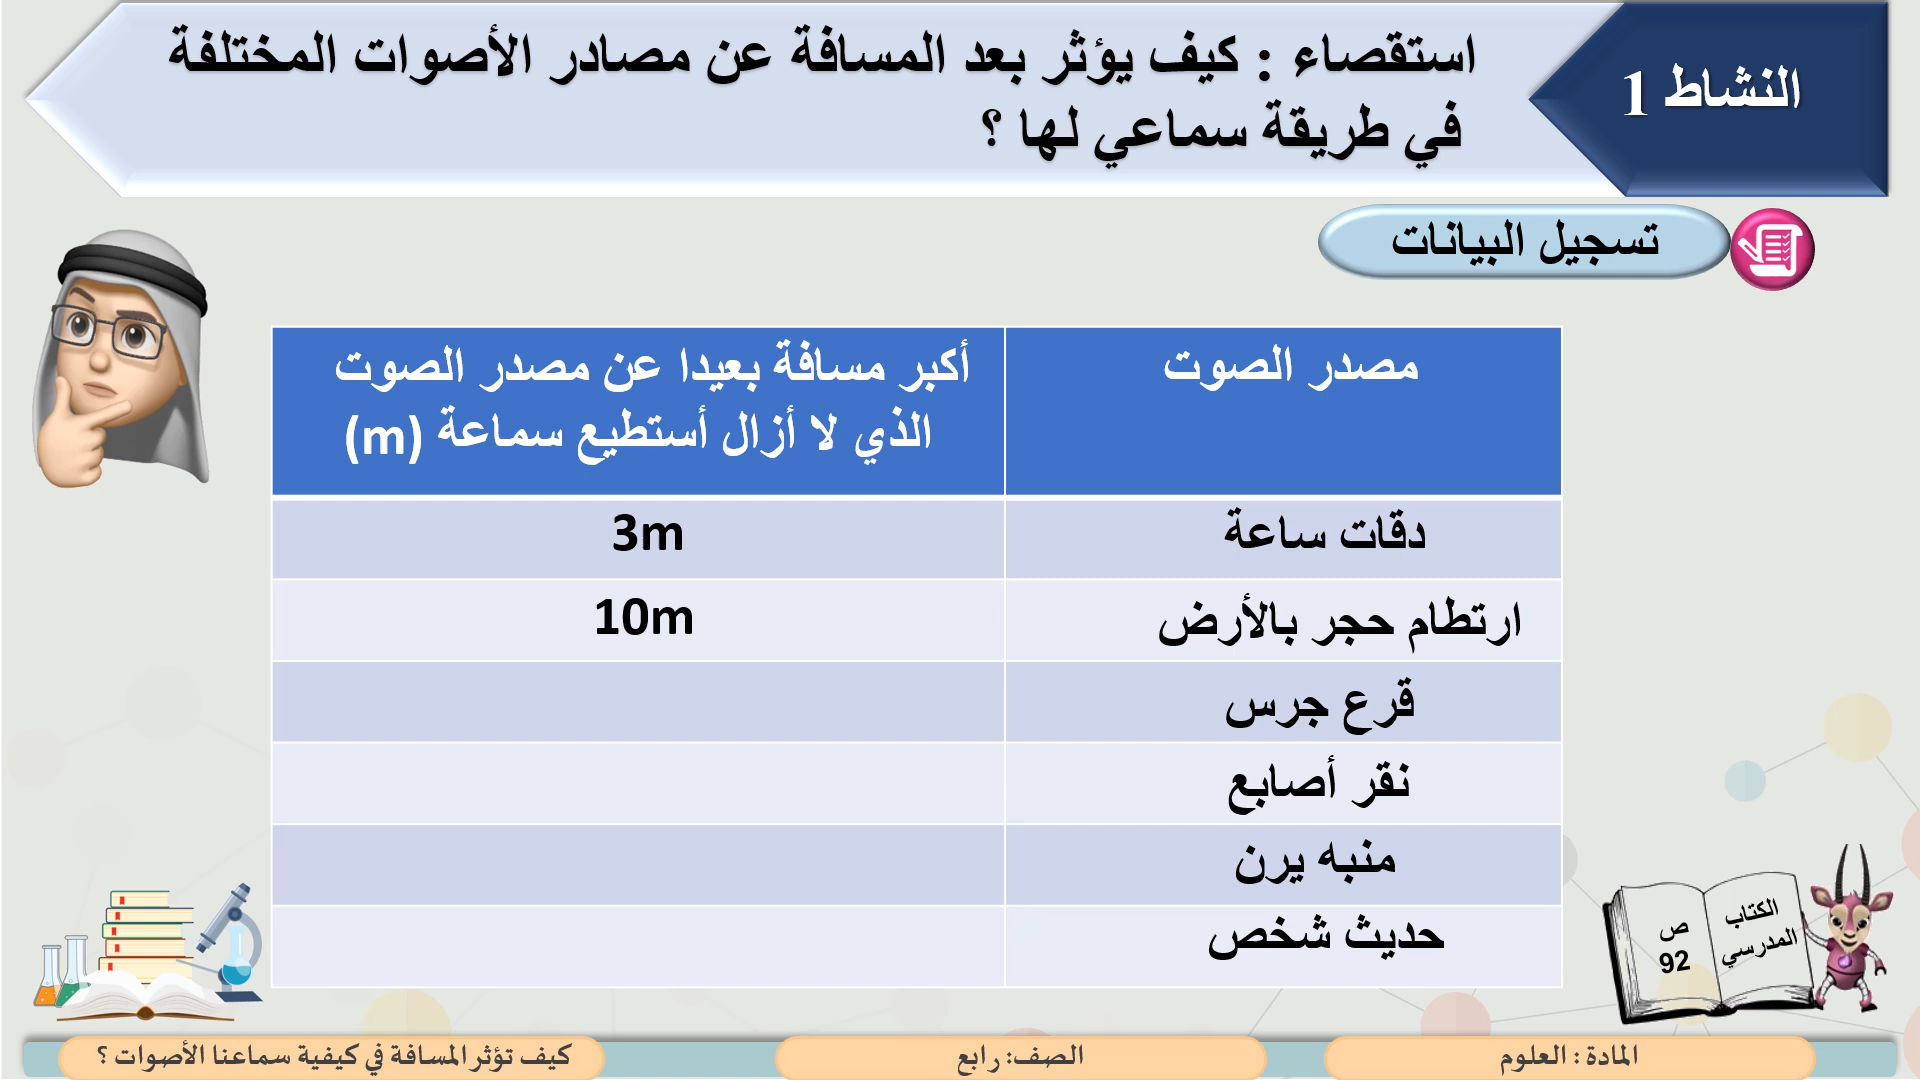 النشاط 1
استقصاء : كيف يؤثر بعد المسافة عن مصادر الأصوات المختلفة
في طريقة سماعي لها ؟
تسجيل البيانات
مصدر الصوت
أكبر مسافة بعيدا عن مصدر الصوت
الذي لا أزال أستطيع سماعة (m)
دقات ساعة
3m
ارتطام حجر بالأرض
10m
قرع جرس
نقر أصابع
منبه يرن
حديث شخص
الكتاب
المدرسي
ص
92
المادة : العلوم
الصف: رابع
كيف تؤثر المسافة في كيفية سماعنا الأصوات ؟